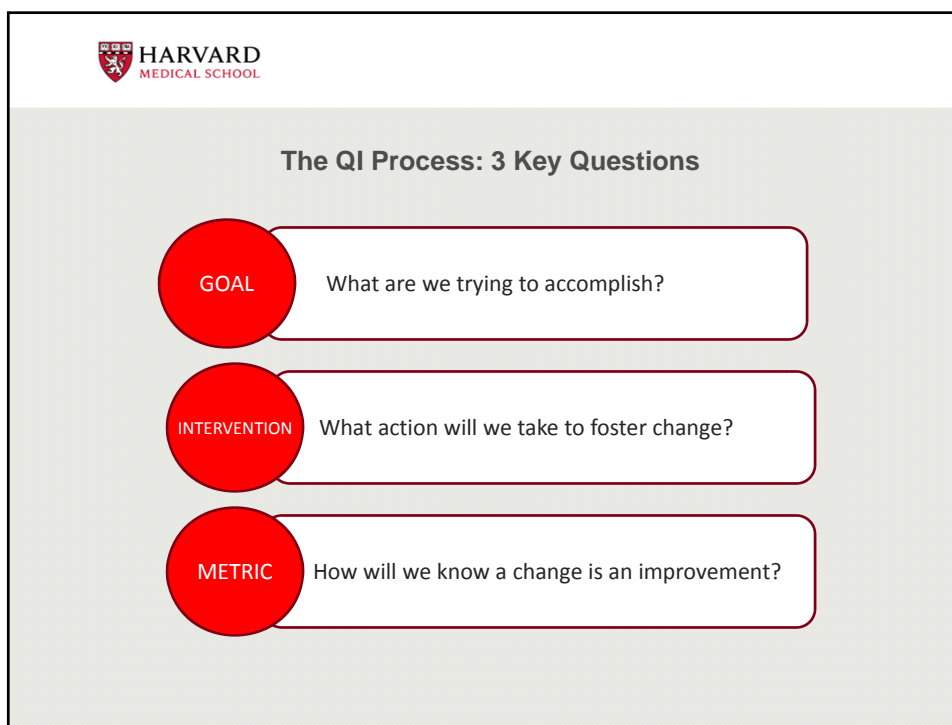 HARVARD
MEDICAL SCHOOL
The QI Process: 3 Key Questions
GOAL
What are we trying to accomplish?
INTERVENTION
What action will we take to foster change?
METRIC
How will we know a change is an improvement?